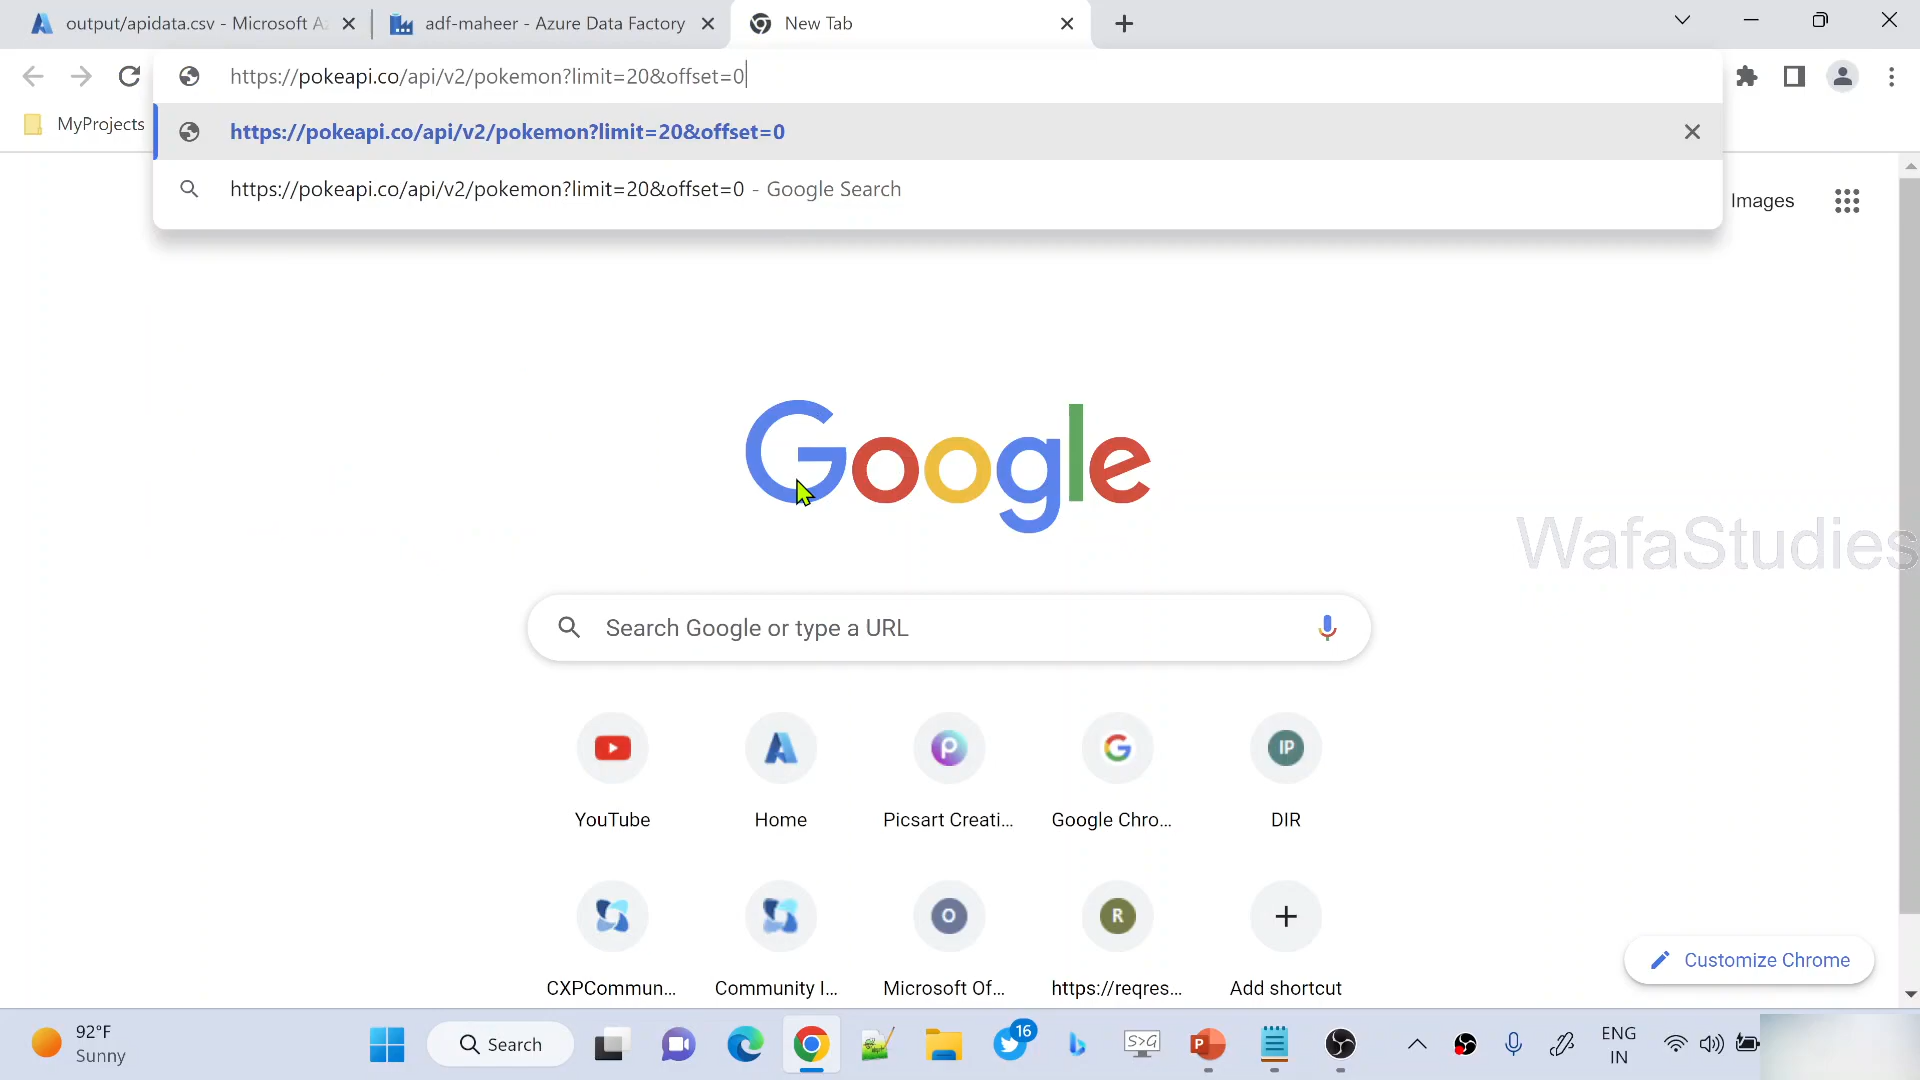 output/apidata.csv - Microsoft Az
adf-maheer - Azure Data Factory
New Tab
https://pokeapi.co/api/v2/pokemon?limit=20&offset=0
MyProjects
https://pokeapi.co/api/v2/pokemon?limit=20&offset=0
https://pokeapi.co/api/v2/pokemon?limit=20&offset=0 - Google Search
Images
Google
WafaStudies
Search Google or type a URL
IP
YouTube
Home
Picsart Creati...
Google Chro...
DIR
O
R
CXPCommun...
Community I...
Microsoft Of...
https://reqres...
Add shortcut
Customize Chrome
92°F
Sunny
Search
16
S>G
ENG
IN